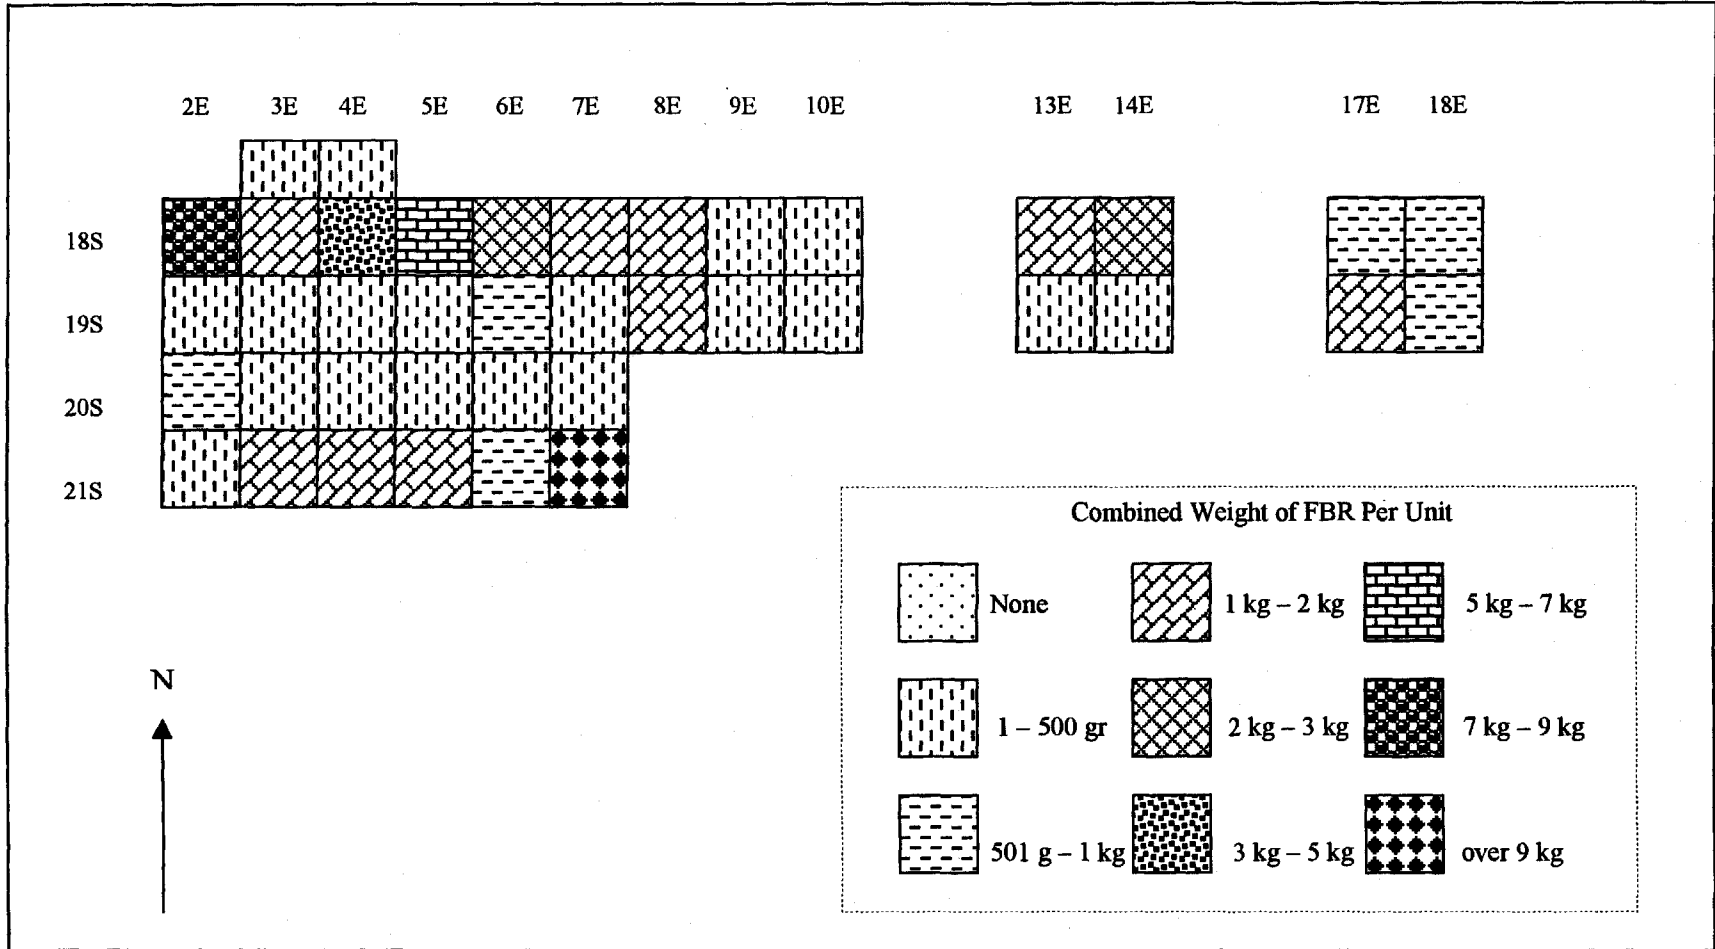 2E 3E 4E 5E 6E 7E 8E 9E 10E 13E 14E 17E 18E
18S
19S
20S
21S
Combined Weight of FBR Per Unit
None 1 kg – 2 kg 5 kg – 7 kg
1 – 500 gr 2 kg – 3 kg 7 kg – 9 kg
501 g – 1 kg 3 kg – 5 kg over 9 kg
N